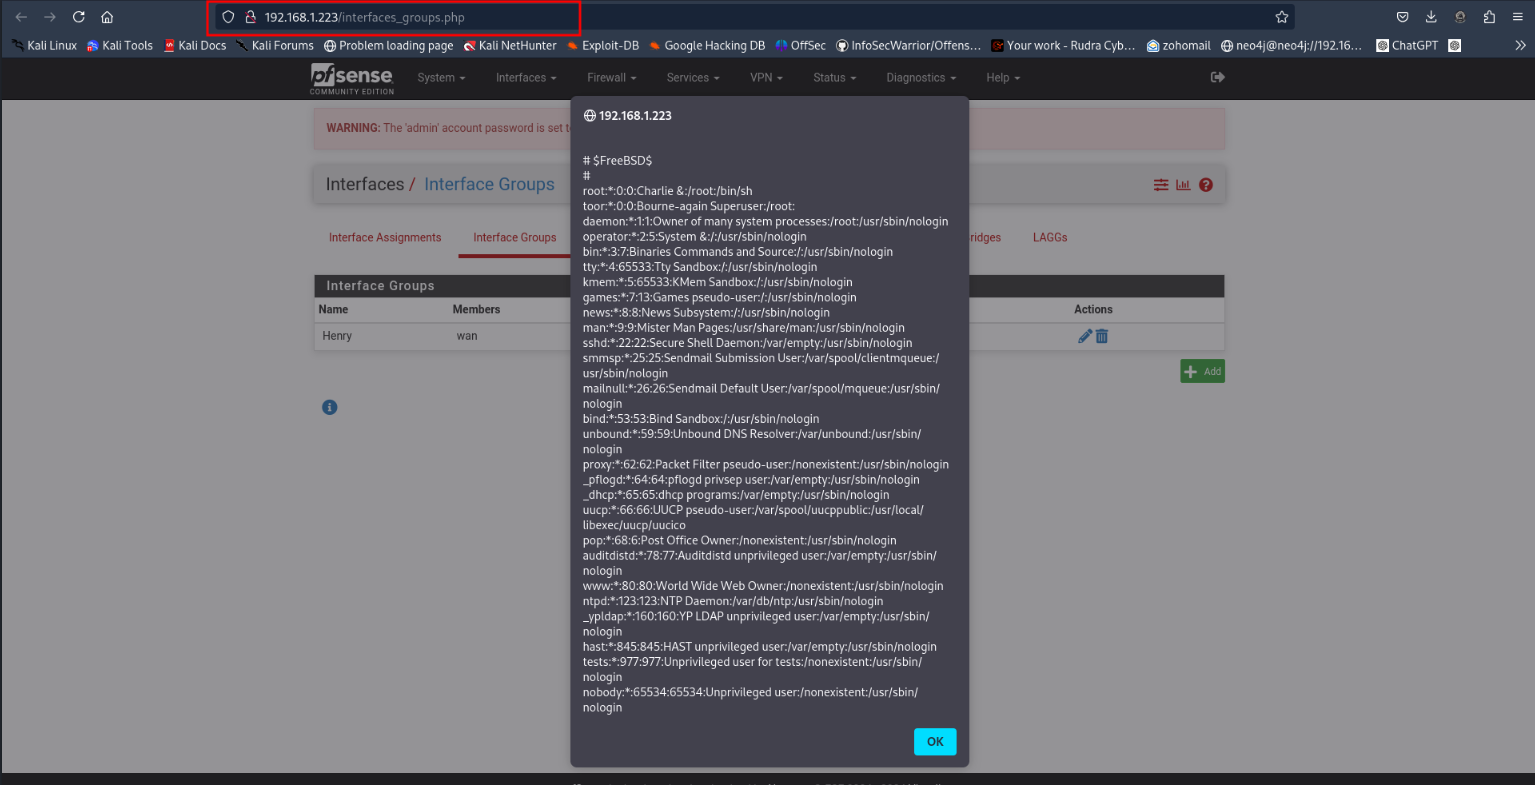 192.168.1.223/interfaces_groups.php
Kali Linux Kali Tools Kali Docs Kali Forums Problem loading page Kali NetHunter Exploit-DB Google Hacking DB OffSec InfoSecWarrior/Offens… Your work - Rudra Cyb… zohomail neo4j@neo4j://192.16… ChatGPT
pfsense System Interfaces Firewall Services VPN Status Diagnostics Help
COMMUNITY EDITION
192.168.1.223
WARNING: The 'admin' account password is set t
# $FreeBSD$
#
Interfaces / Interface Groups
root:*:0:0:Charlie &:/root:/bin/sh
toor:*:0:0:Bourne-again Superuser:/root:
daemon:*:1:1:Owner of many system processes:/root:/usr/sbin/nologin
Interface Assignments Interface Groups ridges LAGGs
operator:*:2:5:System &:/:/usr/sbin/nologin
bin:*:3:7:Binaries Commands and Source:/:/usr/sbin/nologin
tty:*:4:65533:Tty Sandbox:/:/usr/sbin/nologin
kmem:*:5:65533:KMem Sandbox:/:/usr/sbin/nologin
Interface Groups
games:*:7:13:Games pseudo-user:/:/usr/sbin/nologin
Name Members Actions
news:*:8:8:News Subsystem:/:/usr/sbin/nologin
man:*:9:9:Mister Man Pages:/usr/share/man:/usr/sbin/nologin
Henry wan
sshd:*:22:22:Secure Shell Daemon:/var/empty:/usr/sbin/nologin
smmsp:*:25:25:Sendmail Submission User:/var/spool/clientmqueue:/
usr/sbin/nologin
Add
mailnull:*:26:26:Sendmail Default User:/var/spool/mqueue:/usr/sbin/
nologin
bind:*:53:53:Bind Sandbox:/:/usr/sbin/nologin
unbound:*:59:59:Unbound DNS Resolver:/var/unbound:/usr/sbin/
nologin
proxy:*:62:62:Packet Filter pseudo-user:/nonexistent:/usr/sbin/nologin
_pflogd:*:64:64:pflogd privsep user:/var/empty:/usr/sbin/nologin
_dhcp:*:65:65:dhcp programs:/var/empty:/usr/sbin/nologin
uucp:*:66:66:UUCP pseudo-user:/var/spool/uucppublic:/usr/local/
libexec/uucp/uucico
pop:*:68:6:Post Office Owner:/nonexistent:/usr/sbin/nologin
auditdistd:*:78:77:Auditdistd unprivileged user:/var/empty:/usr/sbin/
nologin
www:*:80:80:World Wide Web Owner:/nonexistent:/usr/sbin/nologin
ntpd:*:123:123:NTP Daemon:/var/db/ntp:/usr/sbin/nologin
_ypldap:*:160:160:YP LDAP unprivileged user:/var/empty:/usr/sbin/
nologin
hast:*:845:845:HAST unprivileged user:/var/empty:/usr/sbin/nologin
tests:*:977:977:Unprivileged user for tests:/nonexistent:/usr/sbin/
nologin
nobody:*:65534:65534:Unprivileged user:/nonexistent:/usr/sbin/
nologin
OK